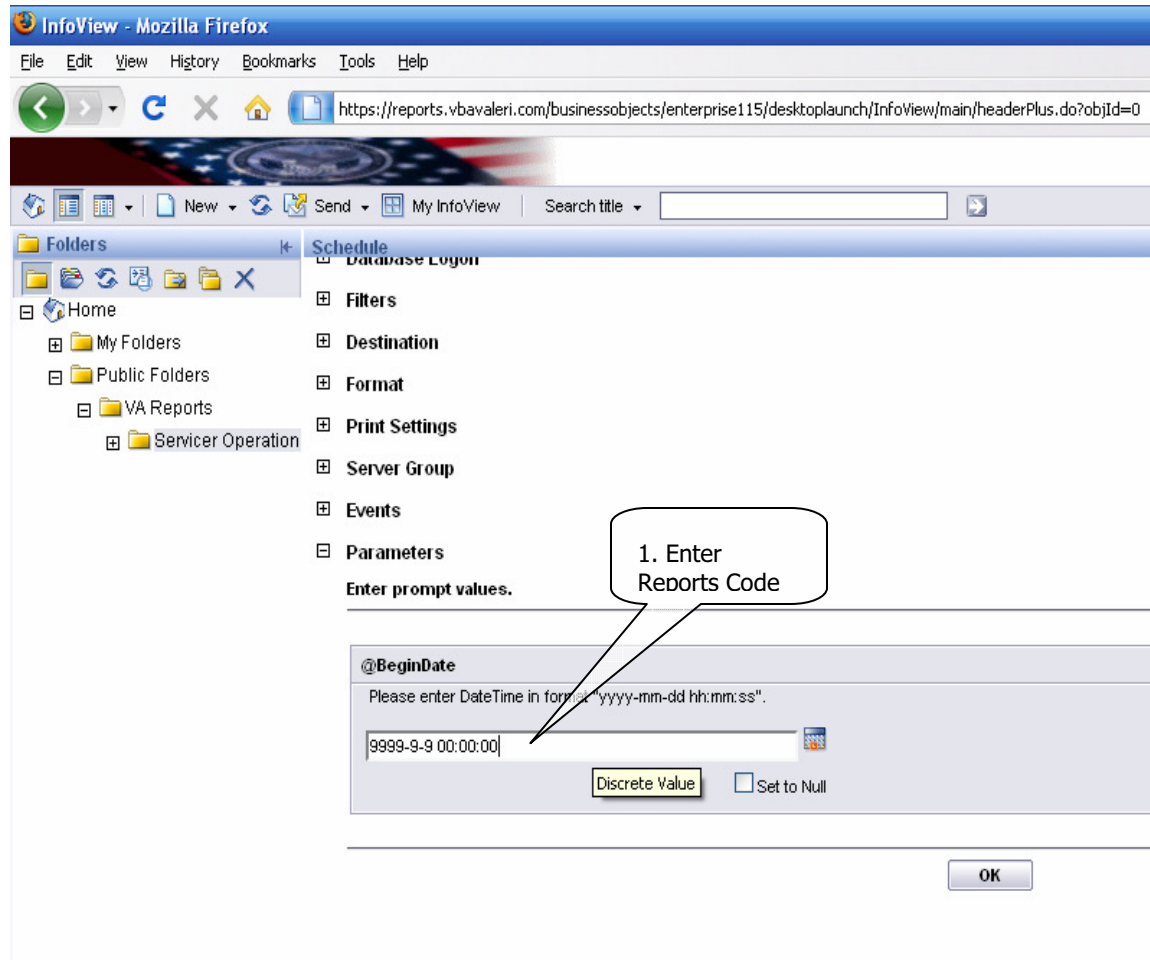 InfoView - Mozilla Firefox
File Edit View History Bookmarks Tools Help
https://reports.vbavaleri.com/businessobjects/enterprise115/desktoplaunch/InfoView/main/headerPlus.do?objId=0
New Send My InfoView Search title
Folders
Schedule
Database Logon
Home
Filters
My Folders
Destination
Public Folders
Format
VA Reports
Print Settings
Servicer Operation
Server Group
Events
Parameters
1. Enter
Reports Code
Enter prompt values.
@BeginDate
Please enter DateTime in format "yyyy-mm-dd hh:mm:ss".
9999-9-9 00:00:00
Discrete Value
Set to Null
OK